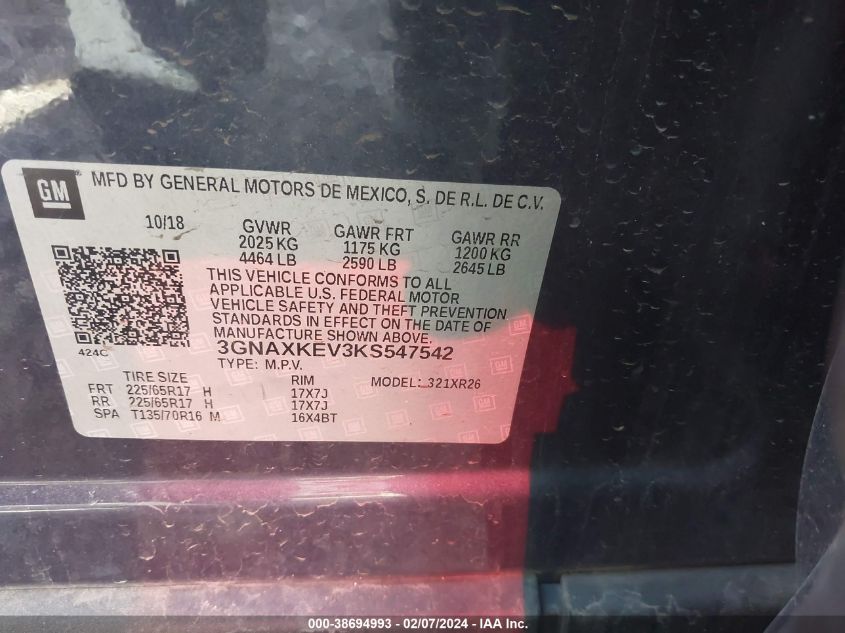 GM MFD BY GENERAL MOTORS DE MEXICO, S. DE R.L. DE C.V.
10/18 GVWR GAWR FRT GAWR RR
2025 KG 1175 KG 1200 KG
4464 LB 2590 LB 2645 LB
THIS VEHICLE CONFORMS TO ALL
APPLICABLE U.S. FEDERAL MOTOR
VEHICLE SAFETY AND THEFT PREVENTION
STANDARDS IN EFFECT ON THE DATE OF
MANUFACTURE SHOWN ABOVE.
424C 3GNAXKEV3KS547542
TYPE: M.P.V.
TIRE SIZE RIM MODEL: 321XR26
FRT 225/65R17 H 17X7J
RR 225/65R17 H 17X7J
SPA T135/70R16 M 16X4BT
000-38694993 - 02/07/2024 - IAA Inc.